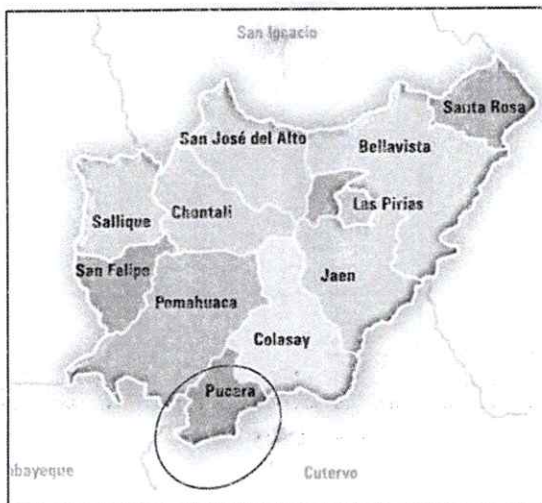 San Ignacio
Santa Rosa
San José del Alto
Bellavista
Las Pirias
Chontali
Sallique
San Felipe
Jaen
Pomahuaca
Colasay
Pucara
obayeque
Cutervo